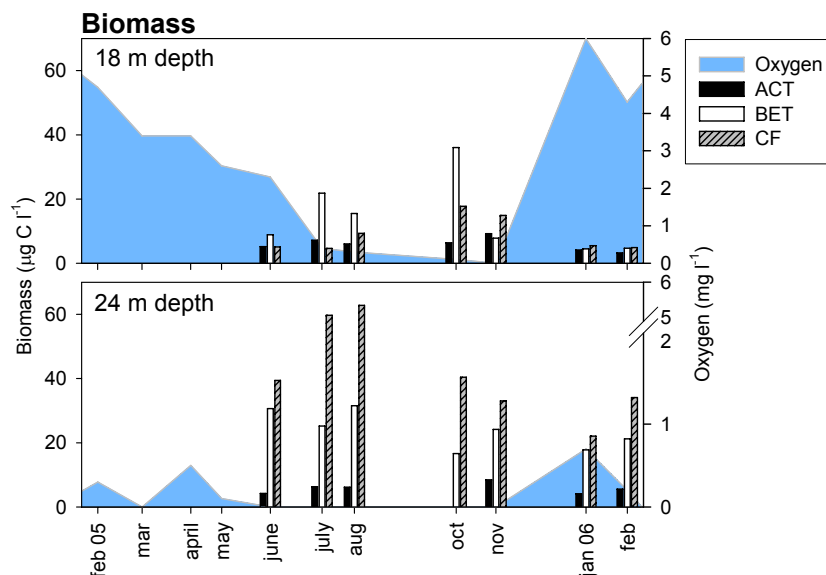 Biomass
18 m depth
60
40
20
0
6
5
4
3
2
1
0
Oxygen
ACT
BET
CF
24 m depth
60
40
20
0
6
5
2
1
0
Biomass (µg C l⁻¹)
Oxygen (mg l⁻¹)
feb 05
mar
april
may
june
july
aug
oct
nov
jan 06
feb